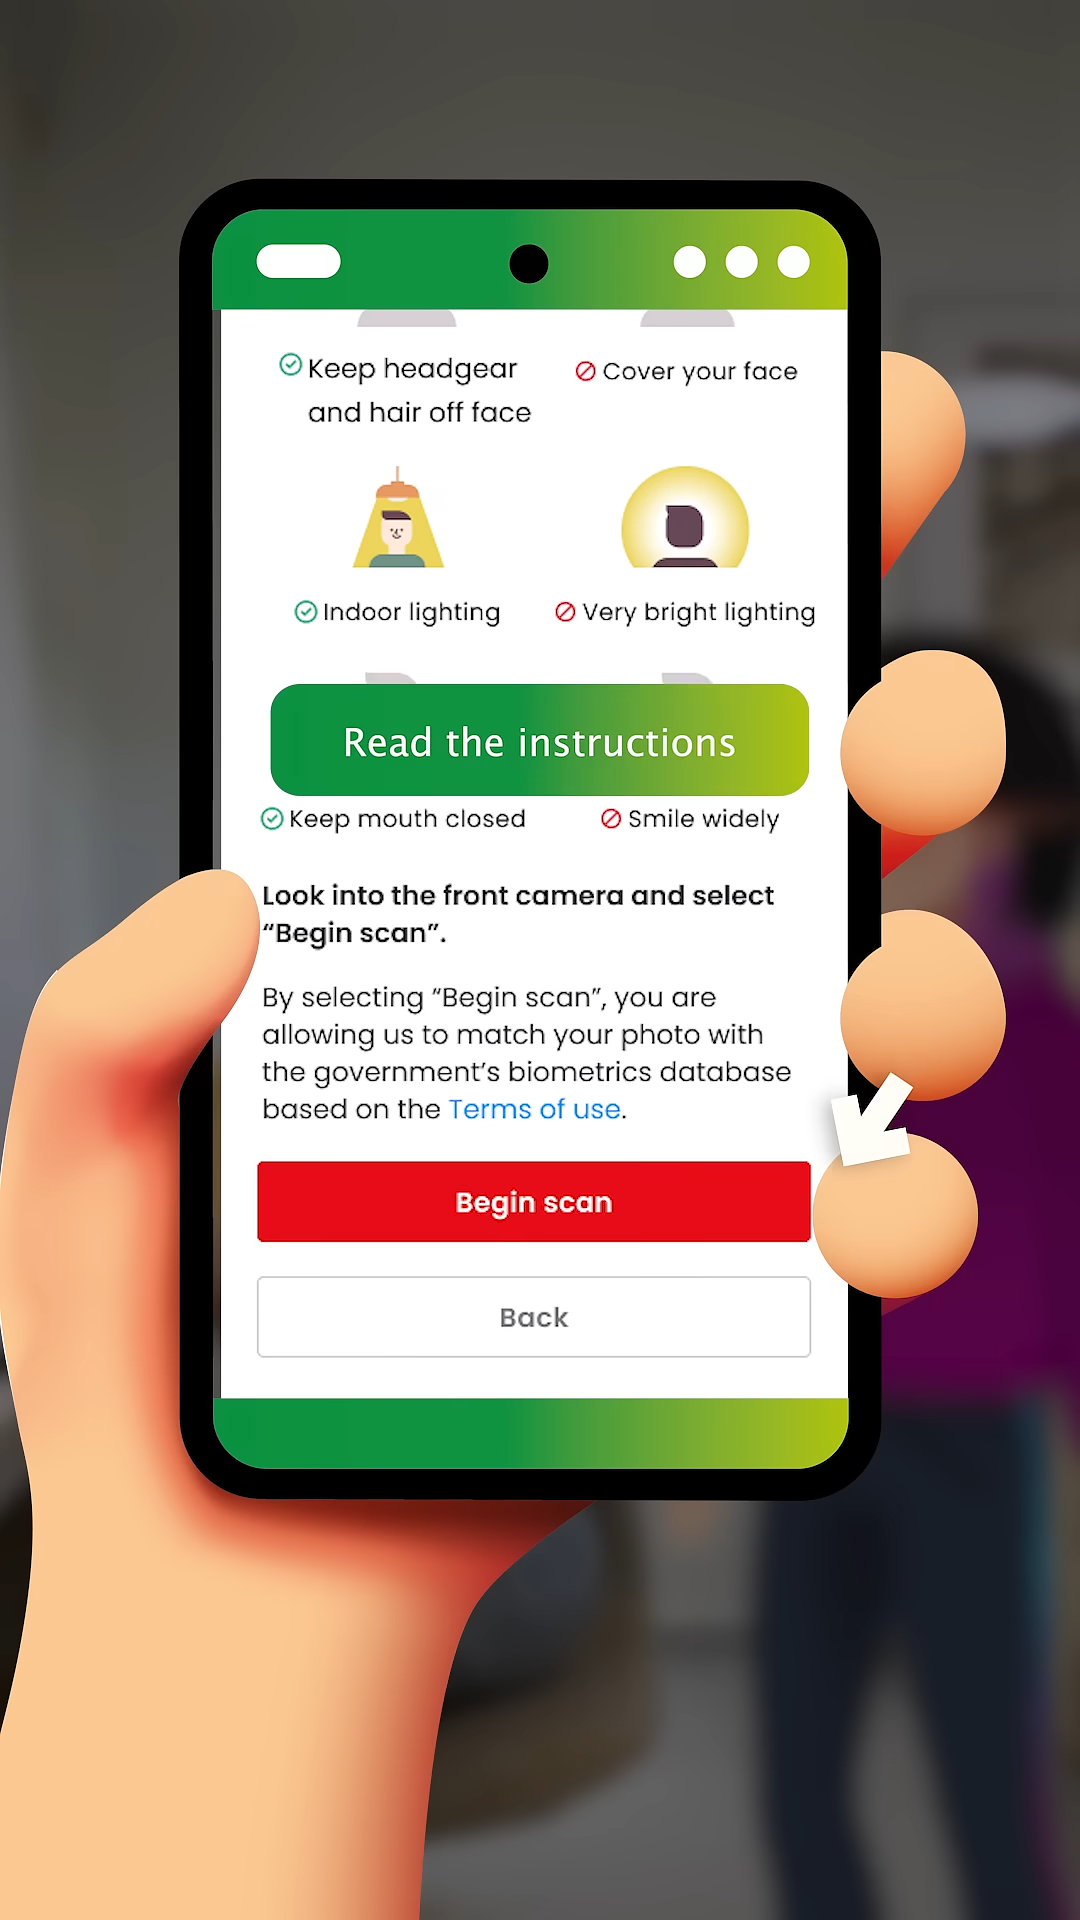 Keep headgear
and hair off face
Cover your face
Indoor lighting
Very bright lighting
Read the instructions
Keep mouth closed
Smile widely
Look into the front camera and select
“Begin scan”.
By selecting “Begin scan”, you are
allowing us to match your photo with
the government’s biometrics database
based on the Terms of use.
Begin scan
Back